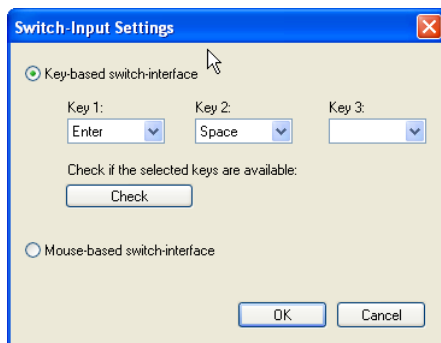 Switch-Input Settings
Key-based switch-interface
Key 1: Key 2: Key 3:
Enter Space
Check if the selected keys are available:
Check
Mouse-based switch-interface
OK Cancel